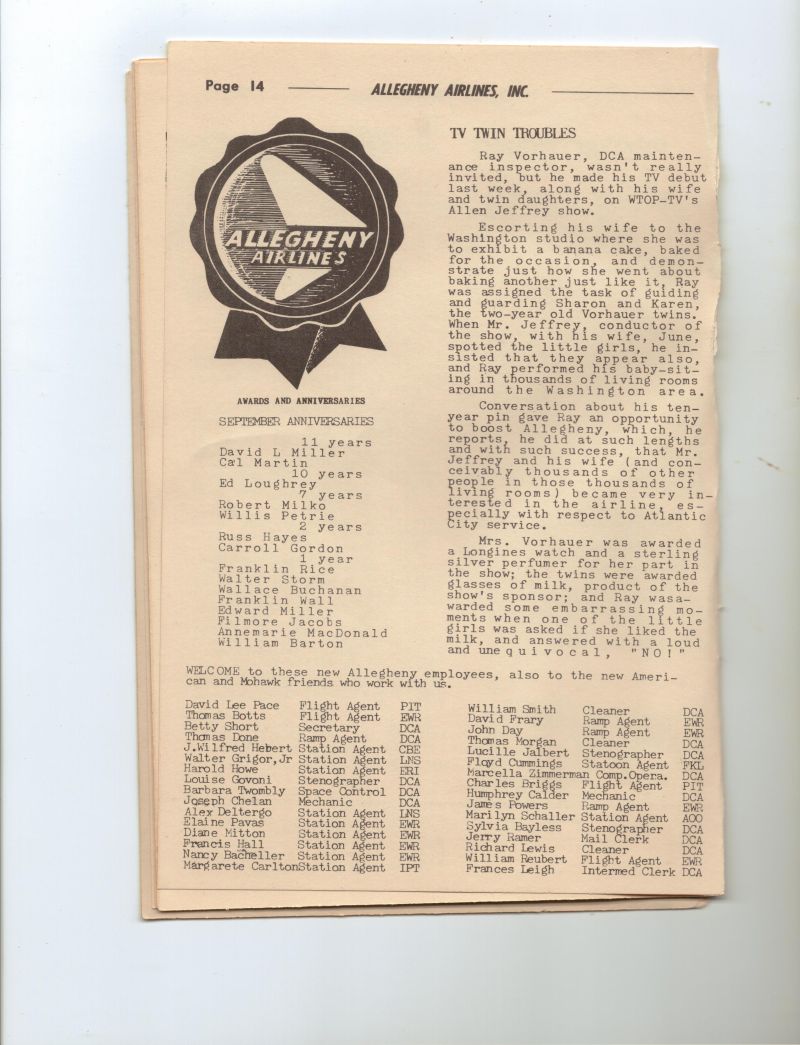 Page 14
ALLEGHENY AIRLINES, INC.
ALLEGHENY
AIRLINES
AWARDS AND ANNIVERSARIES
SEPTEMBER ANNIVERSARIES
11 years
David L Miller
Cal Martin
10 years
Ed Loughrey
7 years
Robert Milko
Willis Petrie
2 years
Russ Hayes
Carroll Gordon
1 year
Franklin Rice
Walter Storm
Wallace Buchanan
Franklin Wall
Edward Miller
Filmore Jacobs
Annemarie MacDonald
William Barton
TV TWIN TROUBLES
Ray Vorhauer, DCA mainten-
ance inspector, wasn't really
invited, but he made his TV debut
last week, along with his wife
and twin daughters, on WTOP-TV's
Allen Jeffrey show.
Escorting his wife to the
Washington studio where she was
to exhibit a banana cake, baked
for the occasion, and demon-
strate just how she went about
baking another just like it, Ray
was assigned the task of guiding
and guarding Sharon and Karen,
the two-year old Vorhauer twins.
When Mr. Jeffrey, conductor of
the show, with his wife, June,
spotted the little girls, he in-
sisted that they appear also,
and Ray performed his baby-sit-
ing in thousands of living rooms
around the Washington area.
Conversation about his ten-
year pin gave Ray an opportunity
to boost Allegheny, which, he
reports, he did at such lengths
and with such success, that Mr.
Jeffrey and his wife (and con-
ceivably thousands of other
people in those thousands of
living rooms) became very in-
terested in the airline, es-
pecially with respect to Atlantic
City service.
Mrs. Vorhauer was awarded
a Longines watch and a sterling
silver perfumer for her part in
the show; the twins were awarded
glasses of milk, product of the
show's sponsor; and Ray wasa-
warded some embarrassing mo-
ments when one of the little
girls was asked if she liked the
milk, and answered with a loud
and unequivocal, "NO!"
WELCOME to these new Allegheny employees, also to the new Ameri-
can and Mohawk friends who work with us.
David Lee Pace Flight Agent PIT
Thomas Botts Flight Agent EWR
Betty Short Secretary DCA
Thomas Done Ramp Agent DCA
J.Wilfred Hebert Station Agent CBE
Walter Grigor,Jr Station Agent LNS
Harold Howe Station Agent ERI
Louise Govoni Stenographer DCA
Barbara Twombly Space Control DCA
Joseph Chelan Mechanic DCA
Alex Deltergo Station Agent LNS
Elaine Pavas Station Agent EWR
Diane Mitton Station Agent EWR
Francis Hall Station Agent EWR
Nancy Bacheller Station Agent EWR
Margarete CarltonStation Agent IPT
William Smith Cleaner DCA
David Frary Ramp Agent EWR
John Day Ramp Agent EWR
Thomas Morgan Cleaner DCA
Lucille Jalbert Stenographer DCA
Floyd Cummings Statoon Agent FKL
Marcella Zimmerman Comp.Opera. DCA
Charles Briggs Flight Agent PIT
Humphrey Calder Mechanic DCA
James Powers Ramp Agent EWR
Marilyn Schaller Station Agent AOO
Sylvia Bayless Stenographer DCA
Jerry Ramer Mail Clerk DCA
Richard Lewis Cleaner DCA
William Reubert Flight Agent EWR
Frances Leigh Intermed Clerk DCA